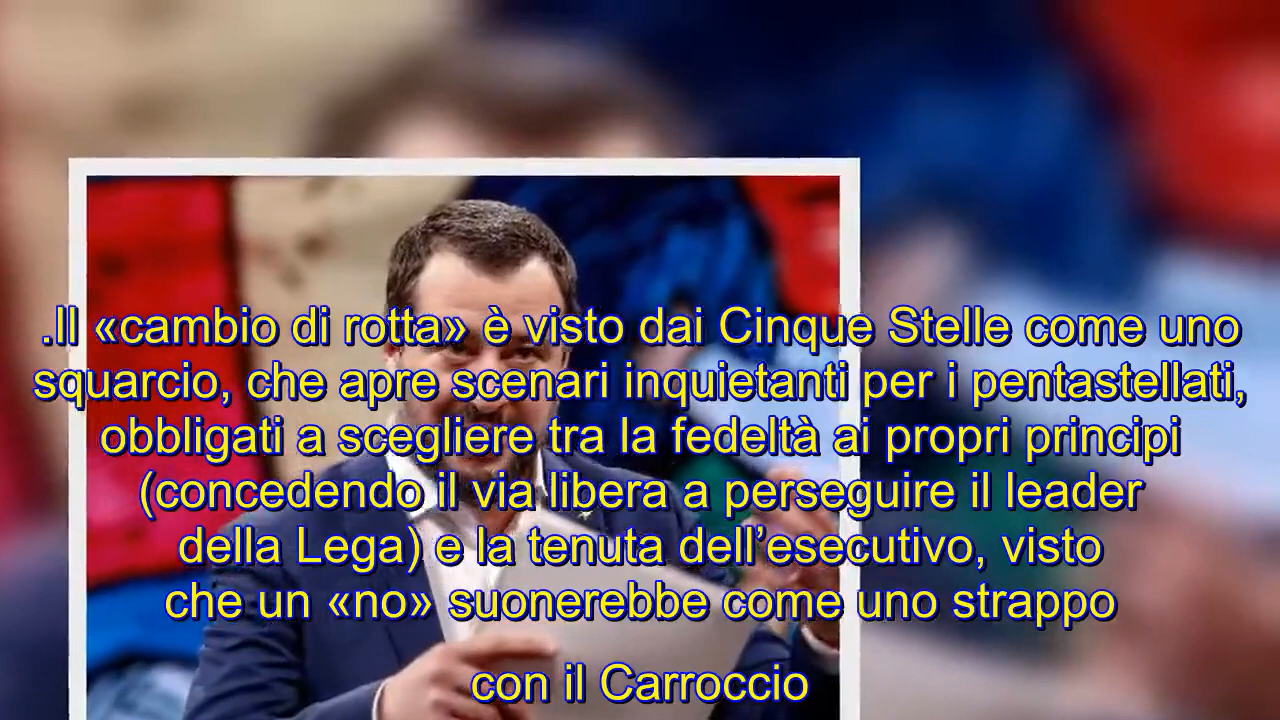 .Il «cambio di rotta» è visto dai Cinque Stelle come uno
squarcio, che apre scenari inquietanti per i pentastellati,
obbligati a scegliere tra la fedeltà ai propri principi
(concedendo il via libera a perseguire il leader
della Lega) e la tenuta dell’esecutivo, visto
che un «no» suonerebbe come uno strappo
con il Carroccio